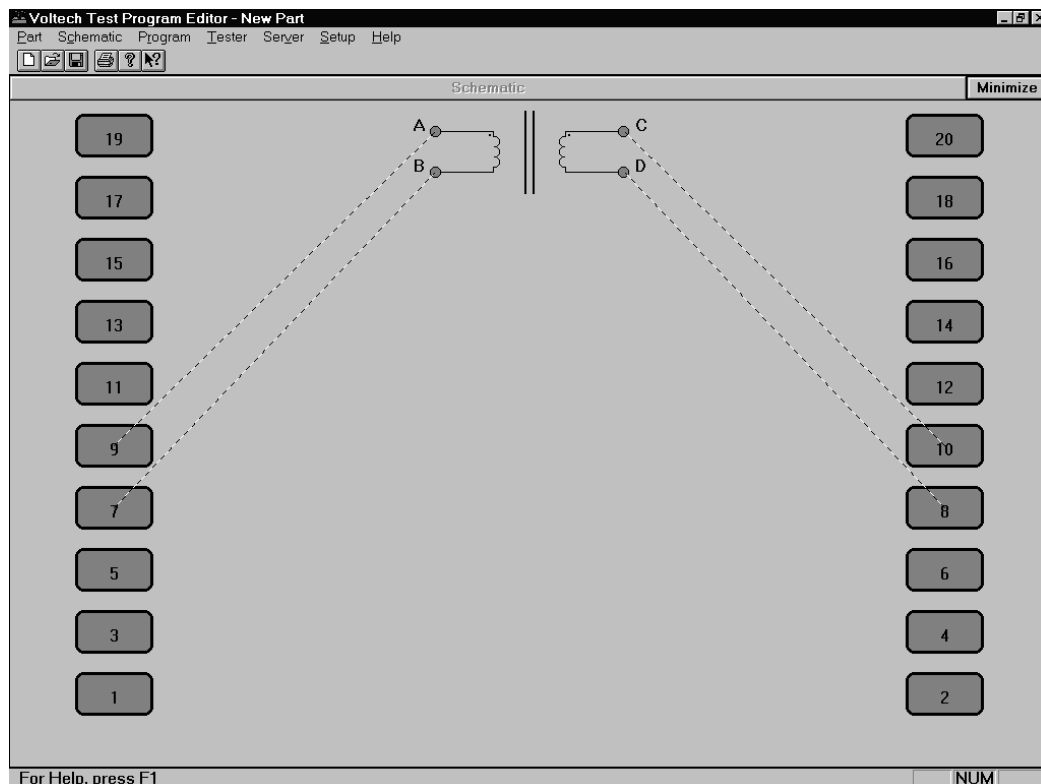 Voltech Test Program Editor - New Part
Part Schematic Program Tester Server Setup Help
Schematic Minimize
19 A C 20
B D
17 18
15 16
13 14
11 12
9 10
7 8
5 6
3 4
1 2
For Help, press F1 NUM